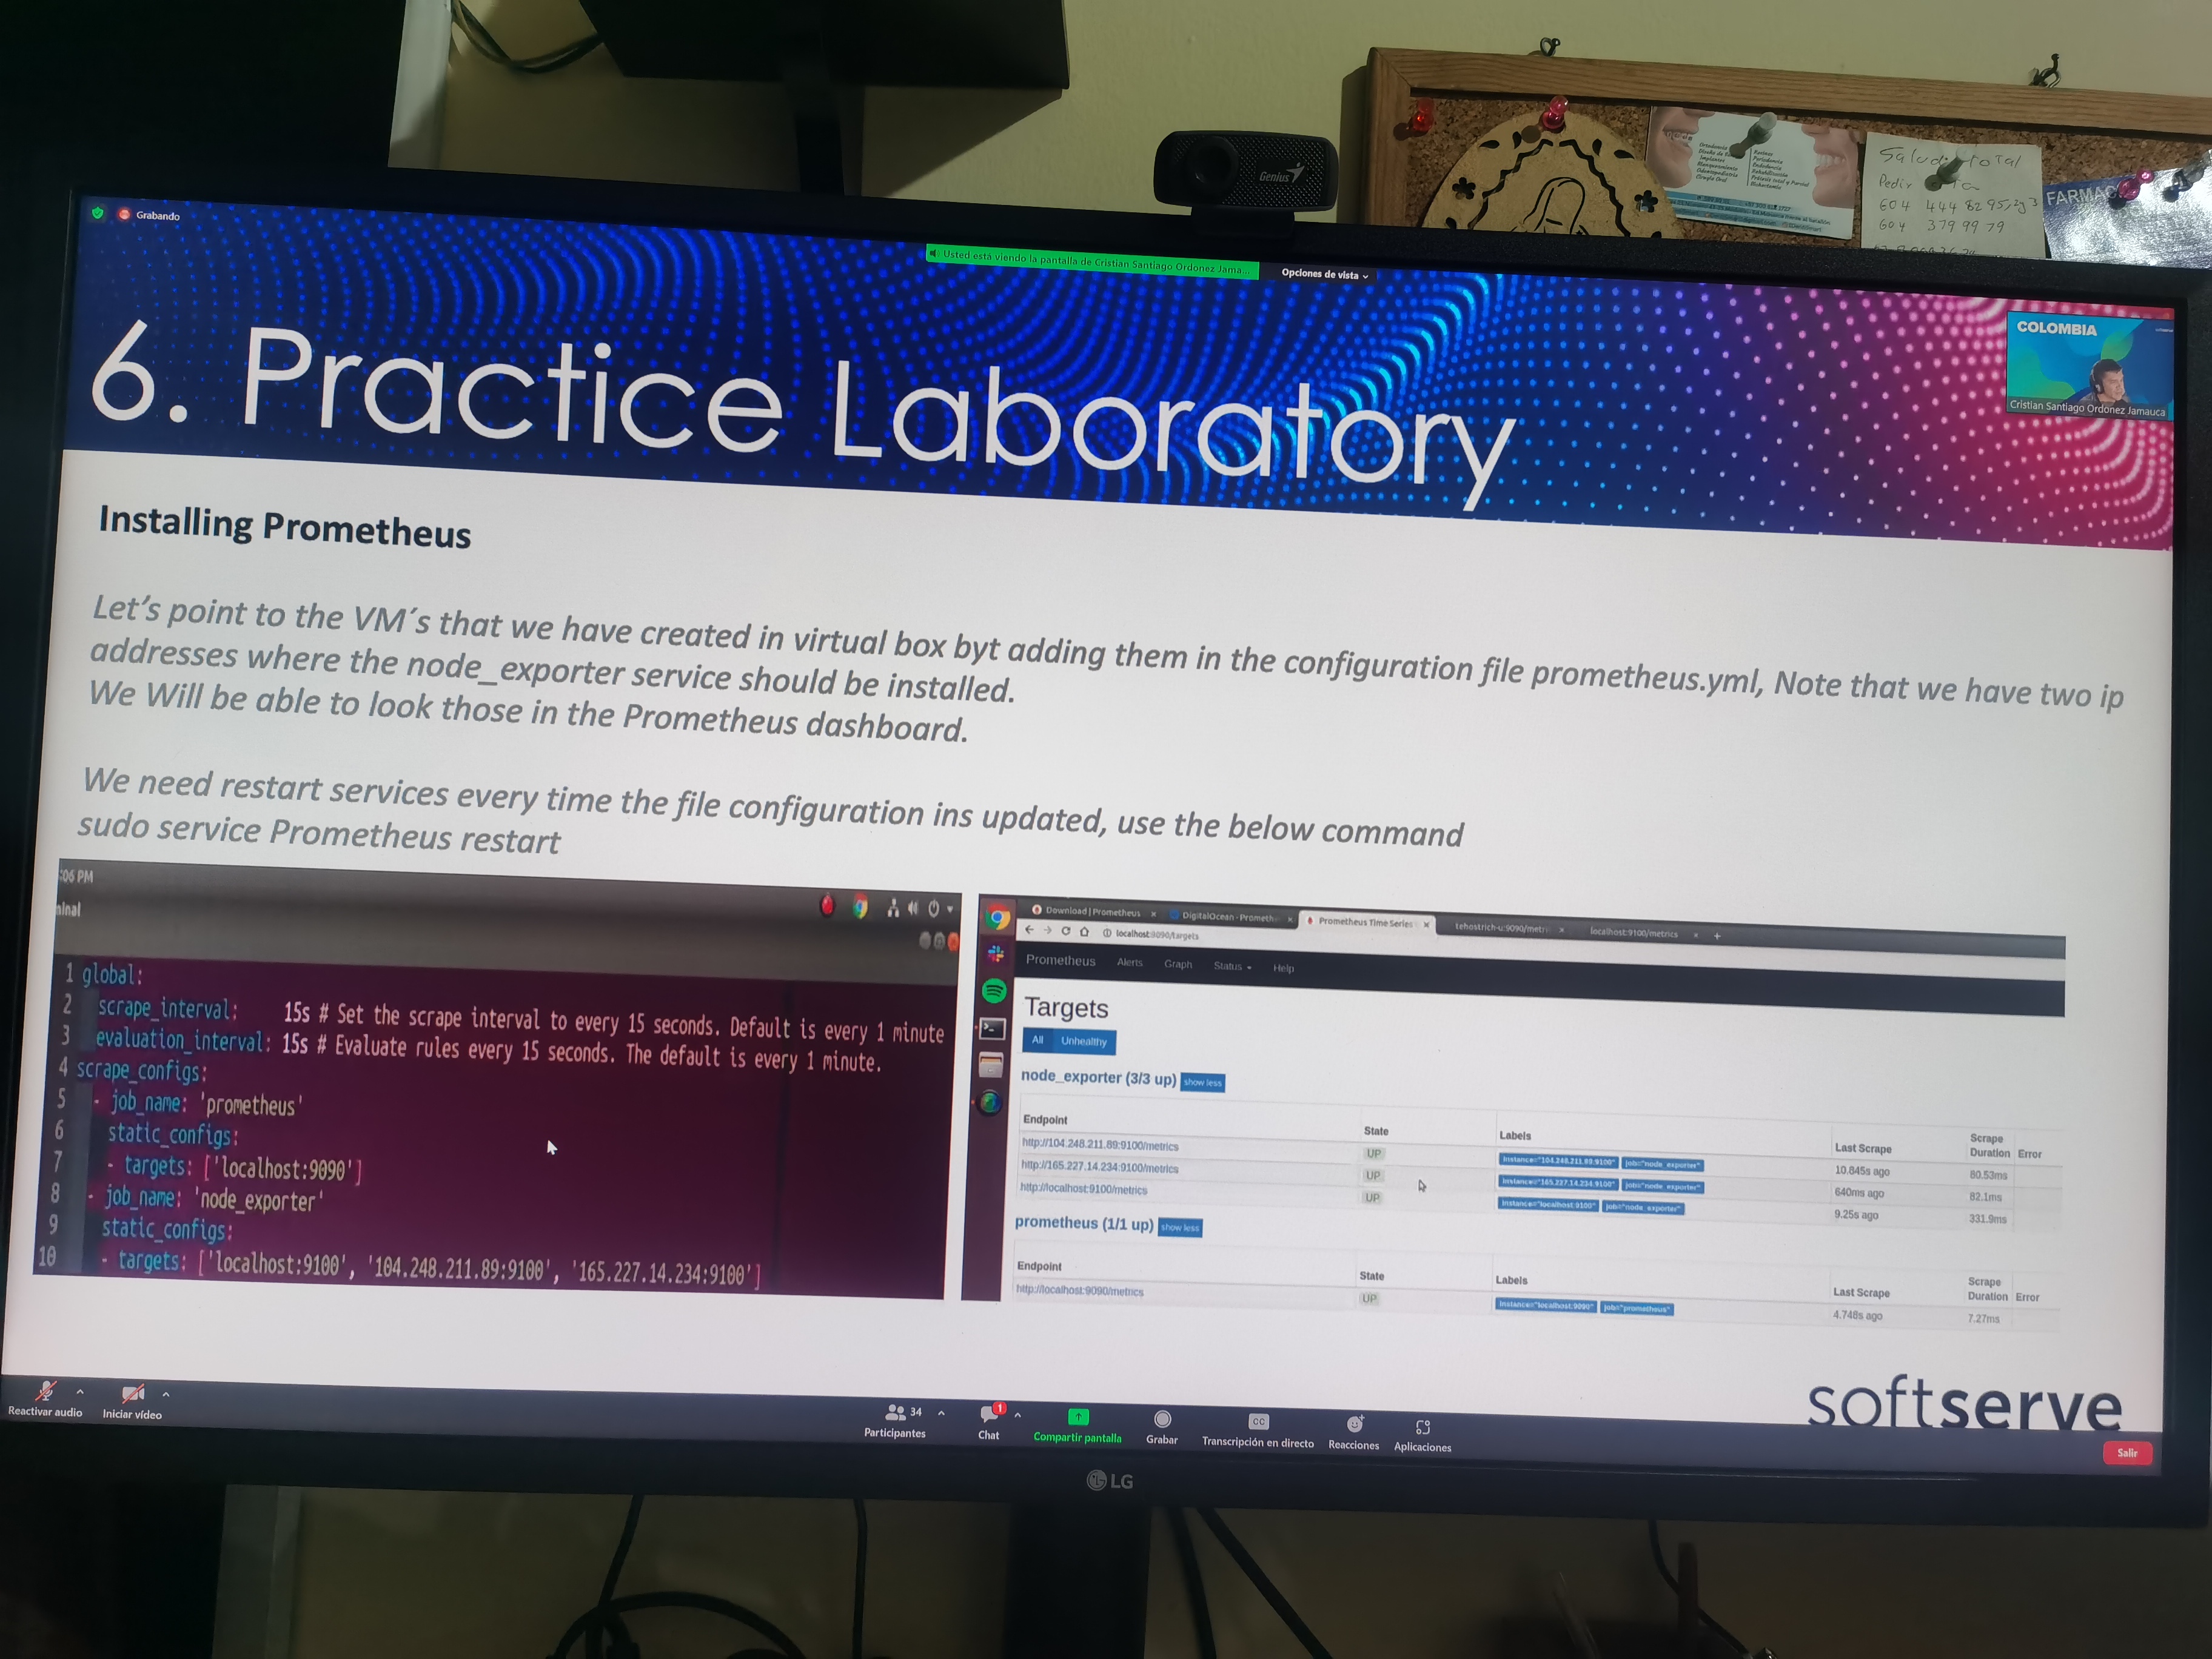 Genius
Salud total
604 444 82 95
604 379 99 79
FARMA
Grabando
Usted está viendo la pantalla de Cristian Santiago Ordonez Jama...
Opciones de vista
COLOMBIA
Cristian Santiago Ordonez Jamauca
6. Practice Laboratory
Installing Prometheus
Let's point to the VM´s that we have created in virtual box byt adding them in the configuration file prometheus.yml, Note that we have two ip
addresses where the node_exporter service should be installed.
We Will be able to look those in the Prometheus dashboard.
We need restart services every time the file configuration ins updated, use the below command
sudo service Prometheus restart
:06 PM
minal
1 global:
2 scrape_interval: 15s # Set the scrape interval to every 15 seconds. Default is every 1 minute
3 evaluation_interval: 15s # Evaluate rules every 15 seconds. The default is every 1 minute.
4 scrape_configs:
5 - job_name: 'prometheus'
6 static_configs:
7 - targets: ['localhost:9090']
8 - job_name: 'node_exporter'
9 static_configs:
10 - targets: ['localhost:9100', '104.248.211.89:9100', '165.227.14.234:9100']
Download | Prometheus
DigitalOcean - Prometh
Prometheus Time Series
tehostrich-u:9090/metri
localhost:9100/metrics
localhost:9090/targets
Prometheus Alerts Graph Status Help
Targets
All Unhealthy
node_exporter (3/3 up) show less
Endpoint State Labels Last Scrape Scrape Duration Error
http://104.248.211.89:9100/metrics UP instance="104.248.211.89:9100" job="node_exporter" 10.845s ago 80.53ms
http://165.227.14.234:9100/metrics UP instance="165.227.14.234:9100" job="node_exporter" 640ms ago 82.1ms
http://localhost:9100/metrics UP instance="localhost:9100" job="node_exporter" 9.25s ago 331.9ms
prometheus (1/1 up) show less
Endpoint State Labels Last Scrape Scrape Duration Error
http://localhost:9090/metrics UP instance="localhost:9090" job="prometheus" 4.748s ago 7.27ms
softserve
Reactivar audio
Iniciar vídeo
34
Participantes
1
Chat
Compartir pantalla
Grabar
CC
Transcripción en directo
Reacciones
Aplicaciones
Salir
LG